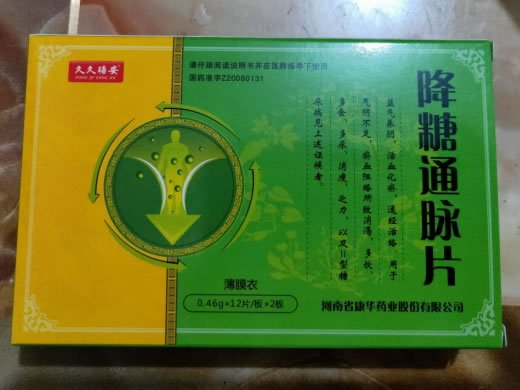 久久瑭安
JIUJIU TANG AN
请仔细阅读说明书并在医师指导下使用
国药准字Z20060131
降糖通脉片
益气养阴，活血化瘀，通经活络。用于
气阴不足，瘀血阻络所致消渴，多饮，
多食，多尿，消瘦，乏力，以及II型糖
尿病见上述证候者。
薄膜衣
0.46g×12片/板×2板
河南省康华药业股份有限公司